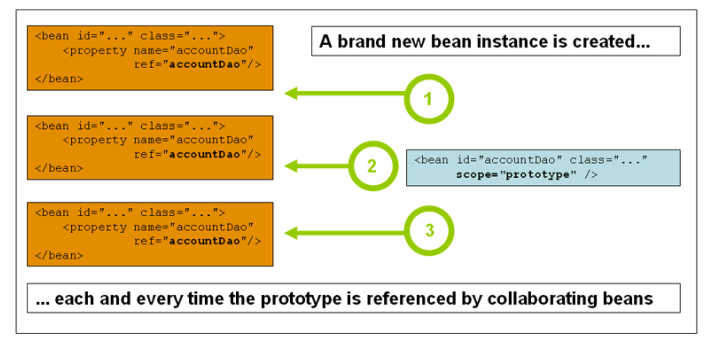 <bean id="..." class="...">
<property name="accountDao"
ref="accountDao"/>
</bean>
A brand new bean instance is created...
1
<bean id="..." class="...">
<property name="accountDao"
ref="accountDao"/>
</bean>
2
<bean id="accountDao" class="..."
scope="prototype" />
<bean id="..." class="...">
<property name="accountDao"
ref="accountDao"/>
</bean>
3
... each and every time the prototype is referenced by collaborating beans